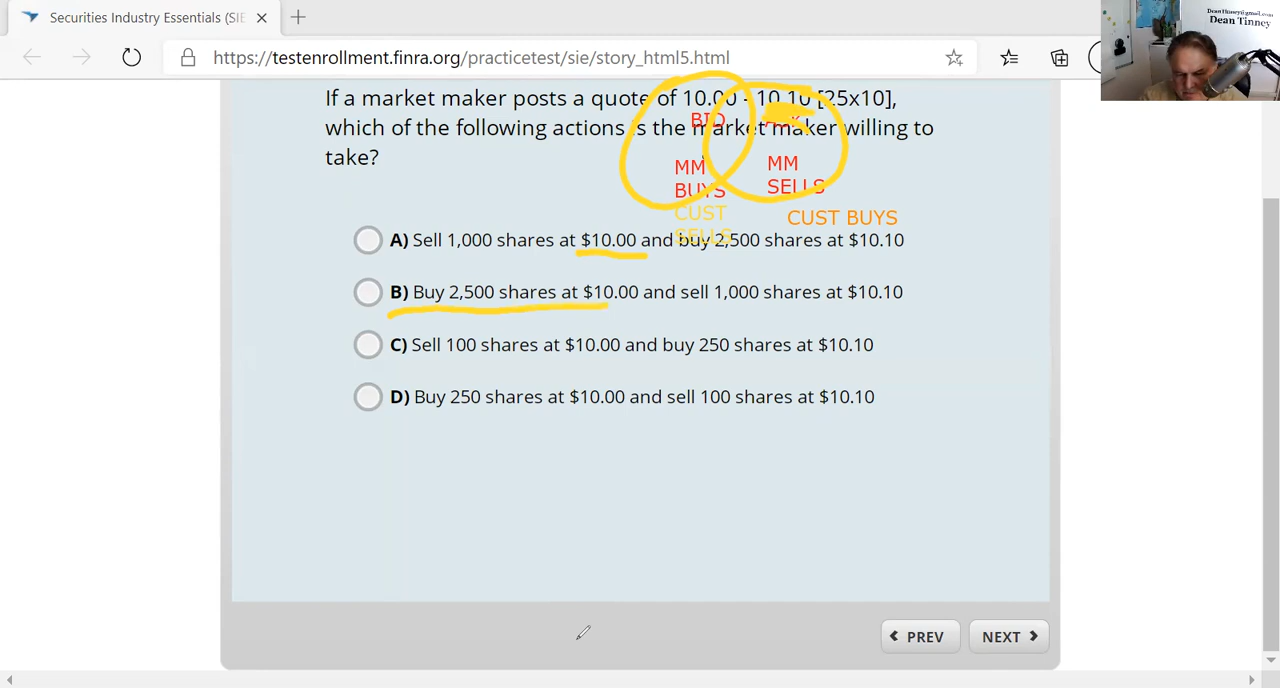 Securities Industry Essentials (SIE
https://testenrollment.finra.org/practicetest/sie/story_html5.html
DeanTinney@gmail.com
Dean Tinney
If a market maker posts a quote of 10.00 - 10.10 [25x10],
which of the following actions is the market maker willing to
take?
BID
ASK
MM
BUYS
CUST
SELLS
MM
SELLS
CUST BUYS
A) Sell 1,000 shares at $10.00 and buy 2,500 shares at $10.10
B) Buy 2,500 shares at $10.00 and sell 1,000 shares at $10.10
C) Sell 100 shares at $10.00 and buy 250 shares at $10.10
D) Buy 250 shares at $10.00 and sell 100 shares at $10.10
PREV
NEXT